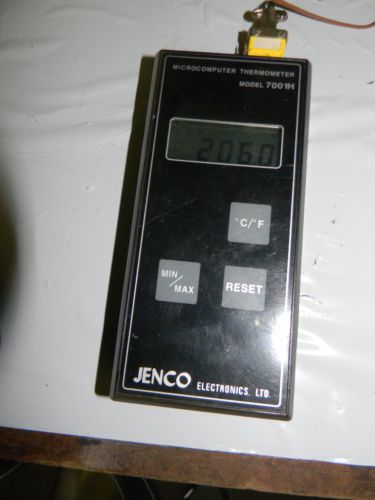 MICROCOMPUTER THERMOMETER
MODEL 7001H
206.0
°C/°F
MIN/MAX
RESET
JENCO ELECTRONICS, LTD.